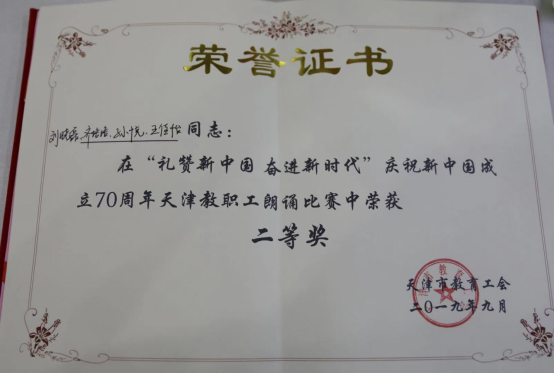 荣誉证书
同志：
在“礼赞新中国 奋进新时代”庆祝新中国成
立70周年天津教职工朗诵比赛中荣获
二等奖
天津市教育工会
二〇一九年九月